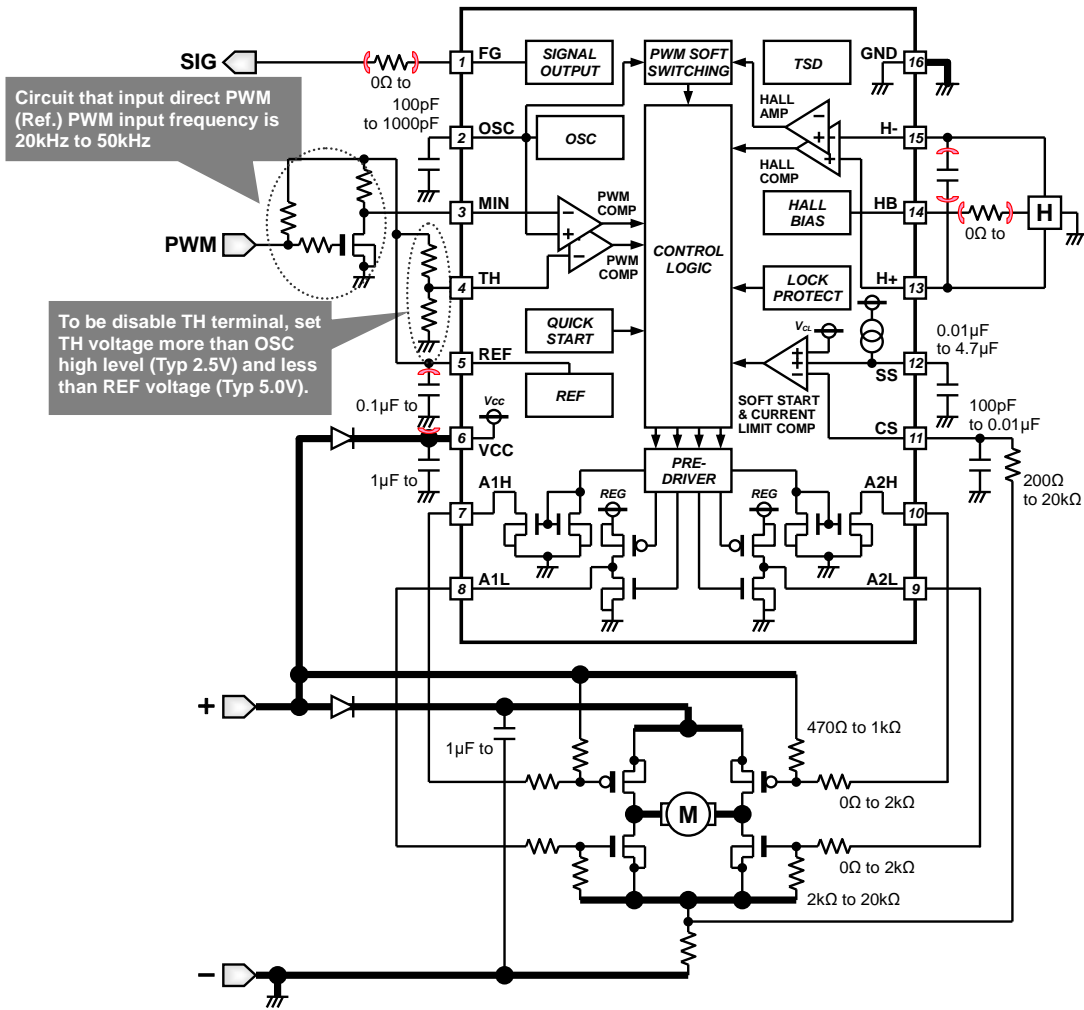 SIG
0Ω to
1
FG
SIGNAL
OUTPUT
PWM SOFT
SWITCHING
TSD
GND
16
Circuit that input direct PWM
(Ref.) PWM input frequency is
20kHz to 50kHz
100pF
to 1000pF
2
OSC
OSC
HALL
AMP
HALL
COMP
H-
15
PWM
3
MIN
PWM
COMP
PWM
COMP
CONTROL
LOGIC
HALL
BIAS
HB
14
0Ω to
H
4
TH
LOCK
PROTECT
H+
13
To be disable TH terminal, set
TH voltage more than OSC
high level (Typ 2.5V) and less
than REF voltage (Typ 5.0V).
QUICK
START
VCL
0.01µF
to 4.7µF
5
REF
REF
SS
12
SOFT START
& CURRENT
LIMIT COMP
0.1µF to
Vcc
6
VCC
CS
11
100pF
to 0.01µF
1µF to
200Ω
to 20kΩ
PRE-
DRIVER
A1H
7
REG
REG
A2H
10
8
A1L
A2L
9
+
1µF to
470Ω to 1kΩ
0Ω to 2kΩ
M
0Ω to 2kΩ
2kΩ to 20kΩ
−